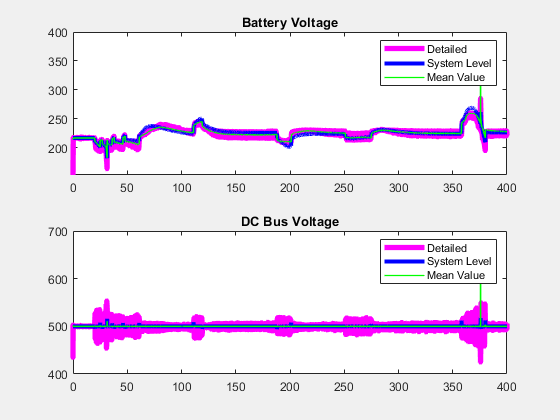 Battery Voltage
400
350
300
250
200
Detailed
System Level
Mean Value
0 50 100 150 200 250 300 350 400
DC Bus Voltage
700
600
500
400
Detailed
System Level
Mean Value
0 50 100 150 200 250 300 350 400